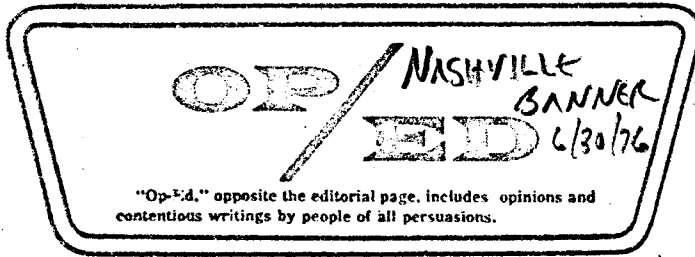 OP/ED
NASHVILLE
BANNER
6/30/76
"Op-Ed," opposite the editorial page, includes opinions and
contentious writings by people of all persuasions.